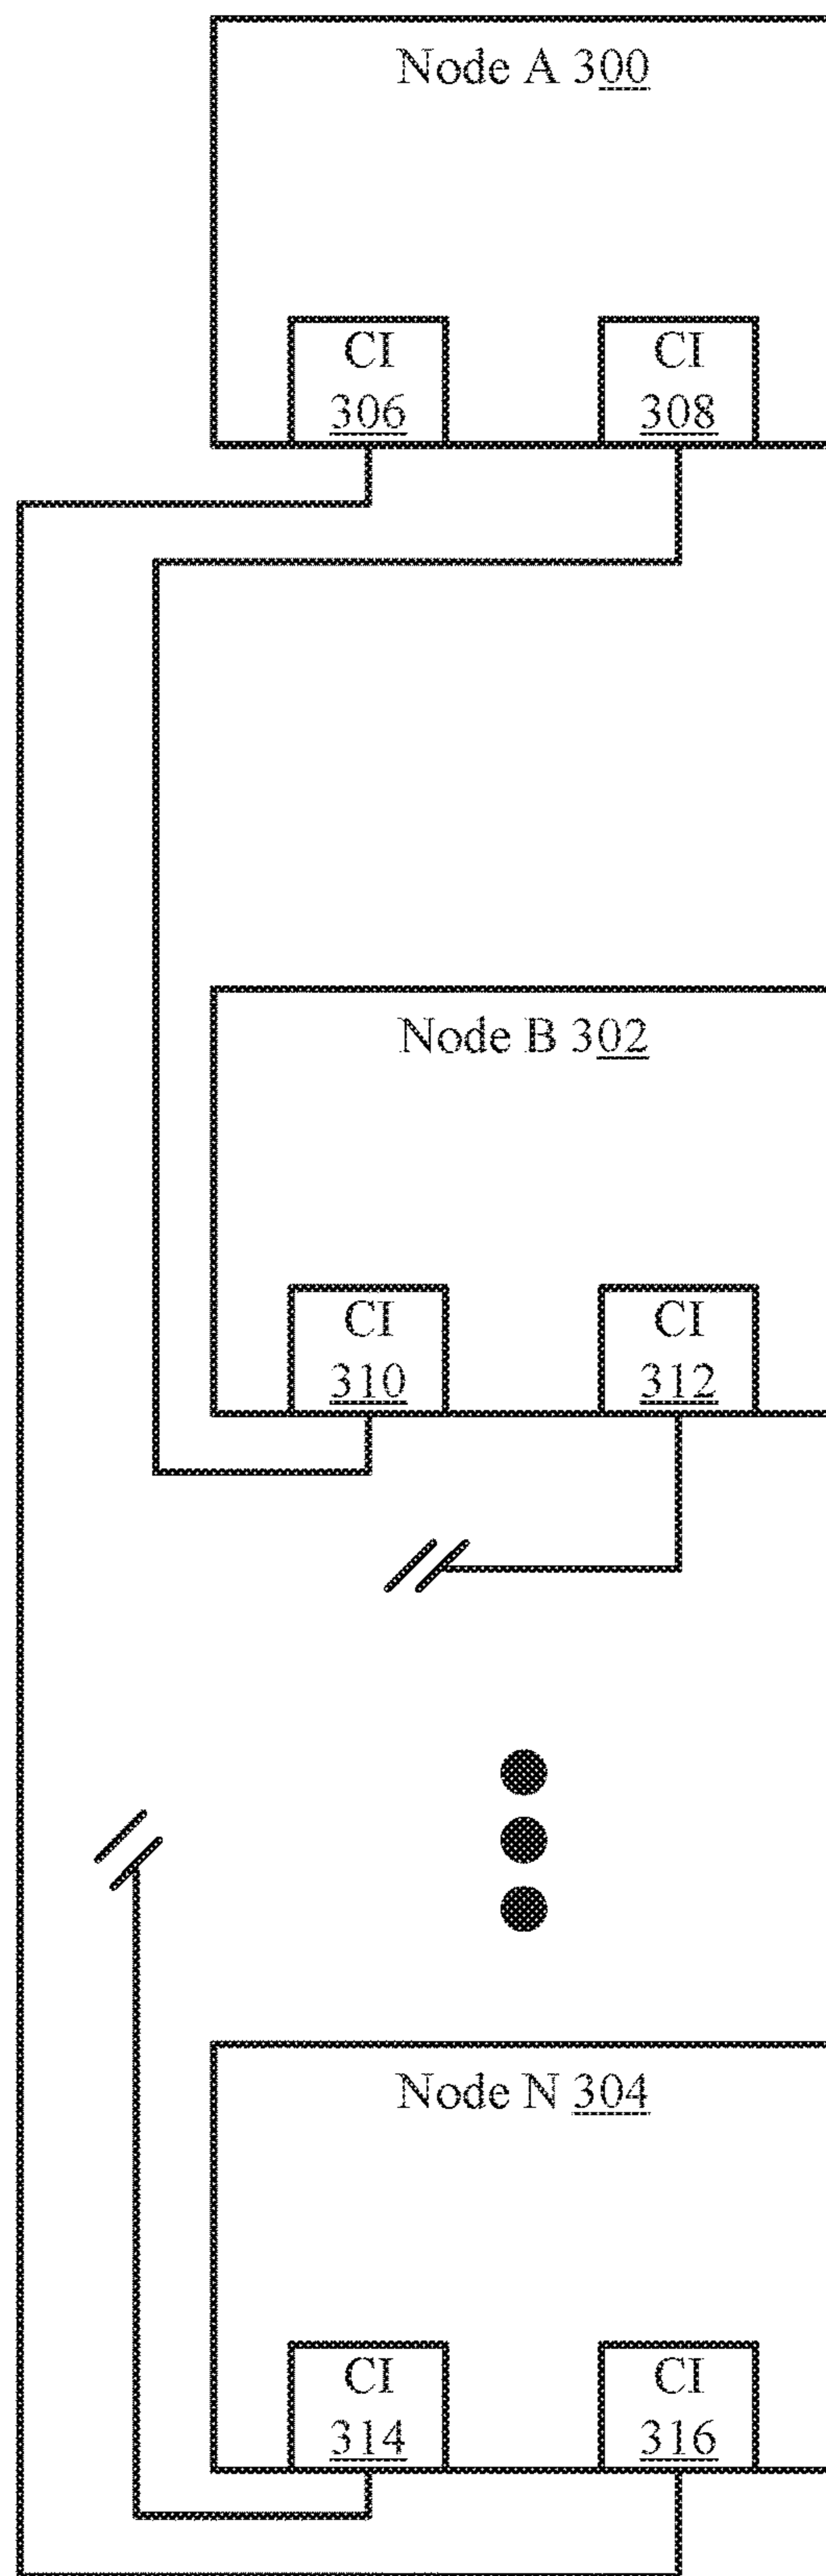 Node A 300
CI
306
CI
308
Node B 302
CI
310
CI
312
Node N 304
CI
314
CI
316